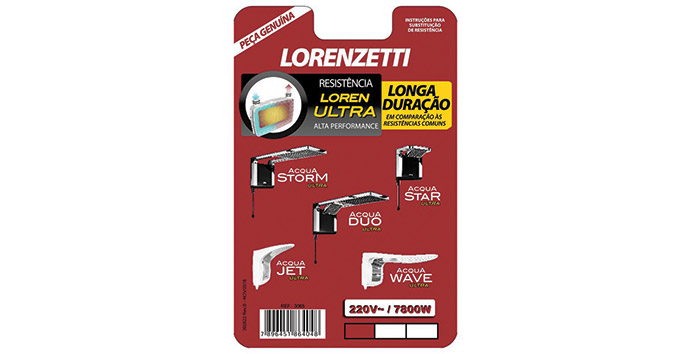 PEÇA GENUÍNA
INSTRUÇÕES PARA
SUBSTITUIÇÃO
DE RESISTÊNCIA
LORENZETTI
RESISTÊNCIA
LOREN
ULTRA
ALTA PERFORMANCE
LONGA
DURAÇÃO
EM COMPARAÇÃO ÀS
RESISTÊNCIAS COMUNS
ACQUA
STORM
ULTRA
ACQUA
STAR
ULTRA
ACQUA
DUO
ULTRA
ACQUA
JET
ULTRA
ACQUA
WAVE
ULTRA
220V~ / 7800W
7896451864048